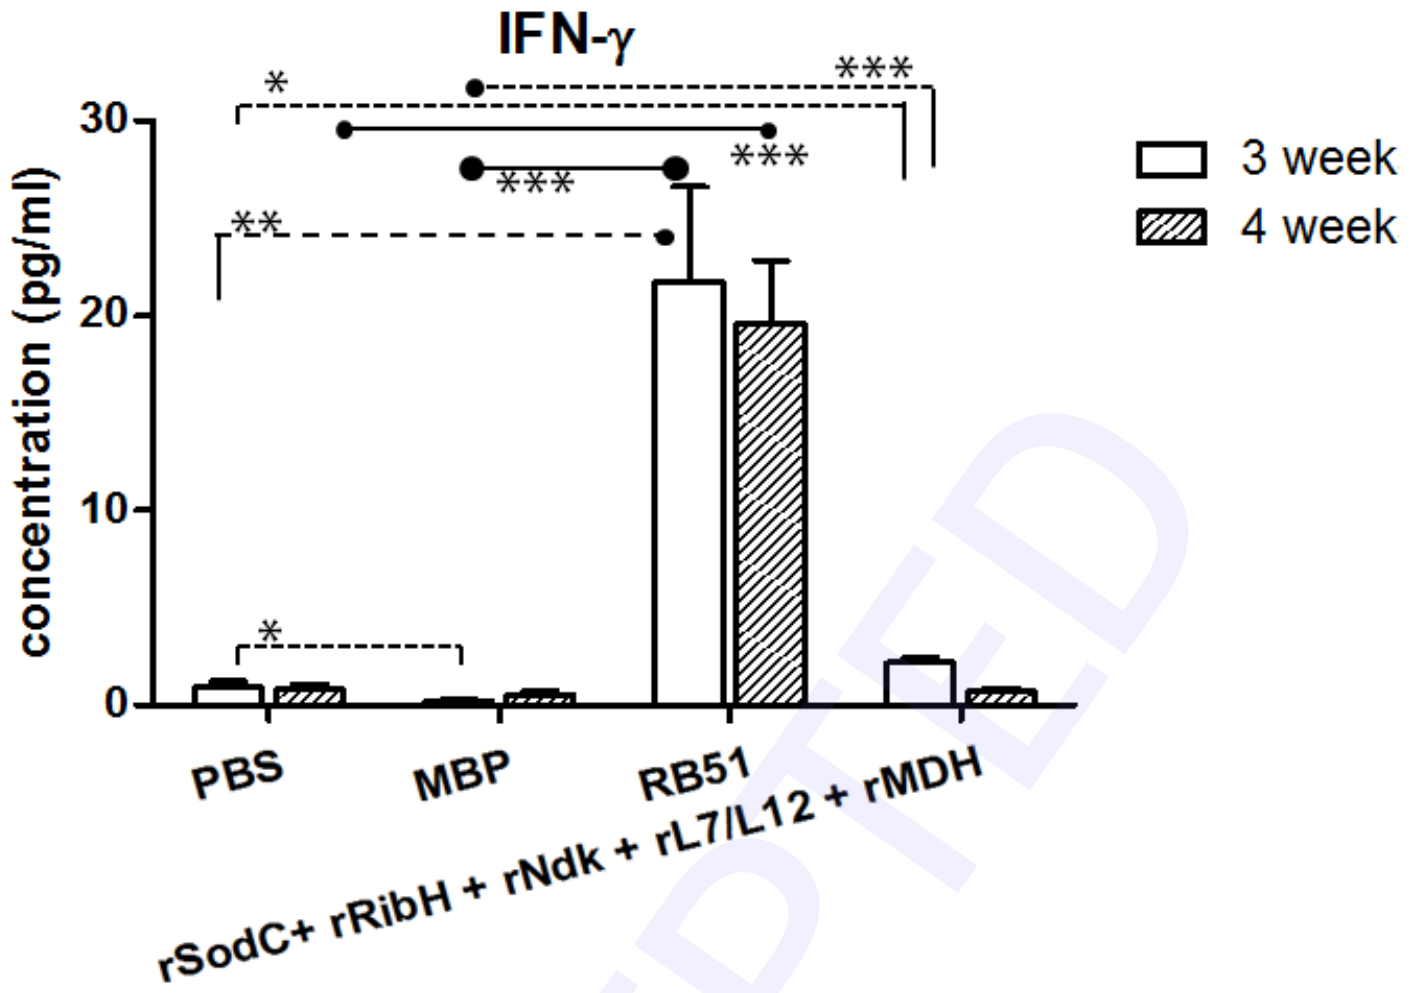 IFN-γ
*
***
***
***
**
*
concentration (pg/ml)
30
20
10
0
3 week
4 week
PBS
MBP
RB51
rSodC+ rRibH + rNdk + rL7/L12 + rMDH
PTED